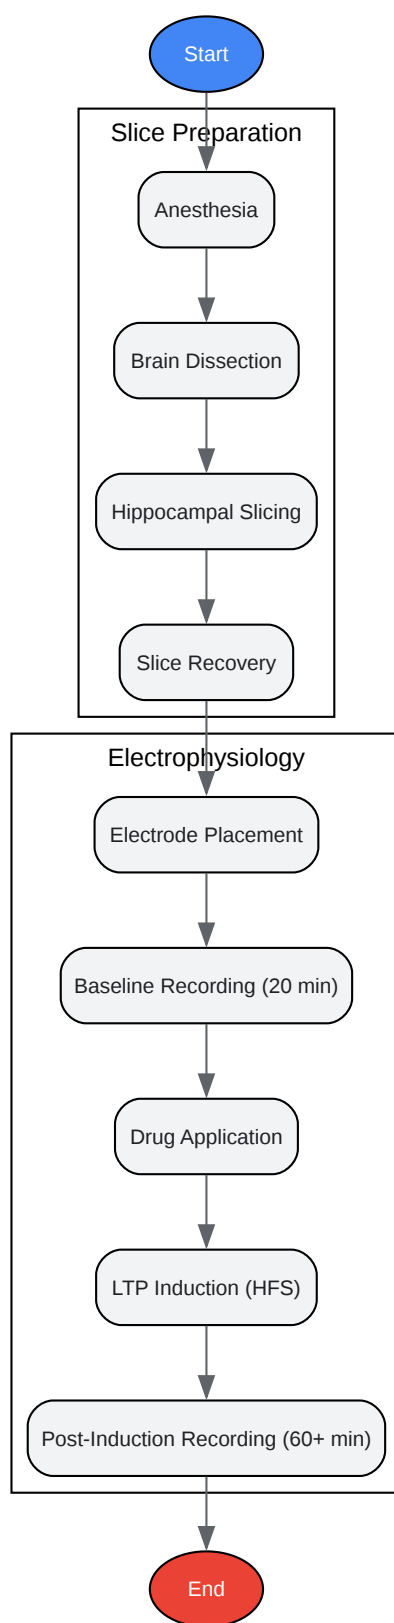 Start
Slice Preparation
Anesthesia
Brain Dissection
Hippocampal Slicing
Slice Recovery
Electrophysiology
Electrode Placement
Baseline Recording (20 min)
Drug Application
LTP Induction (HFS)
Post-Induction Recording (60+ min)
End